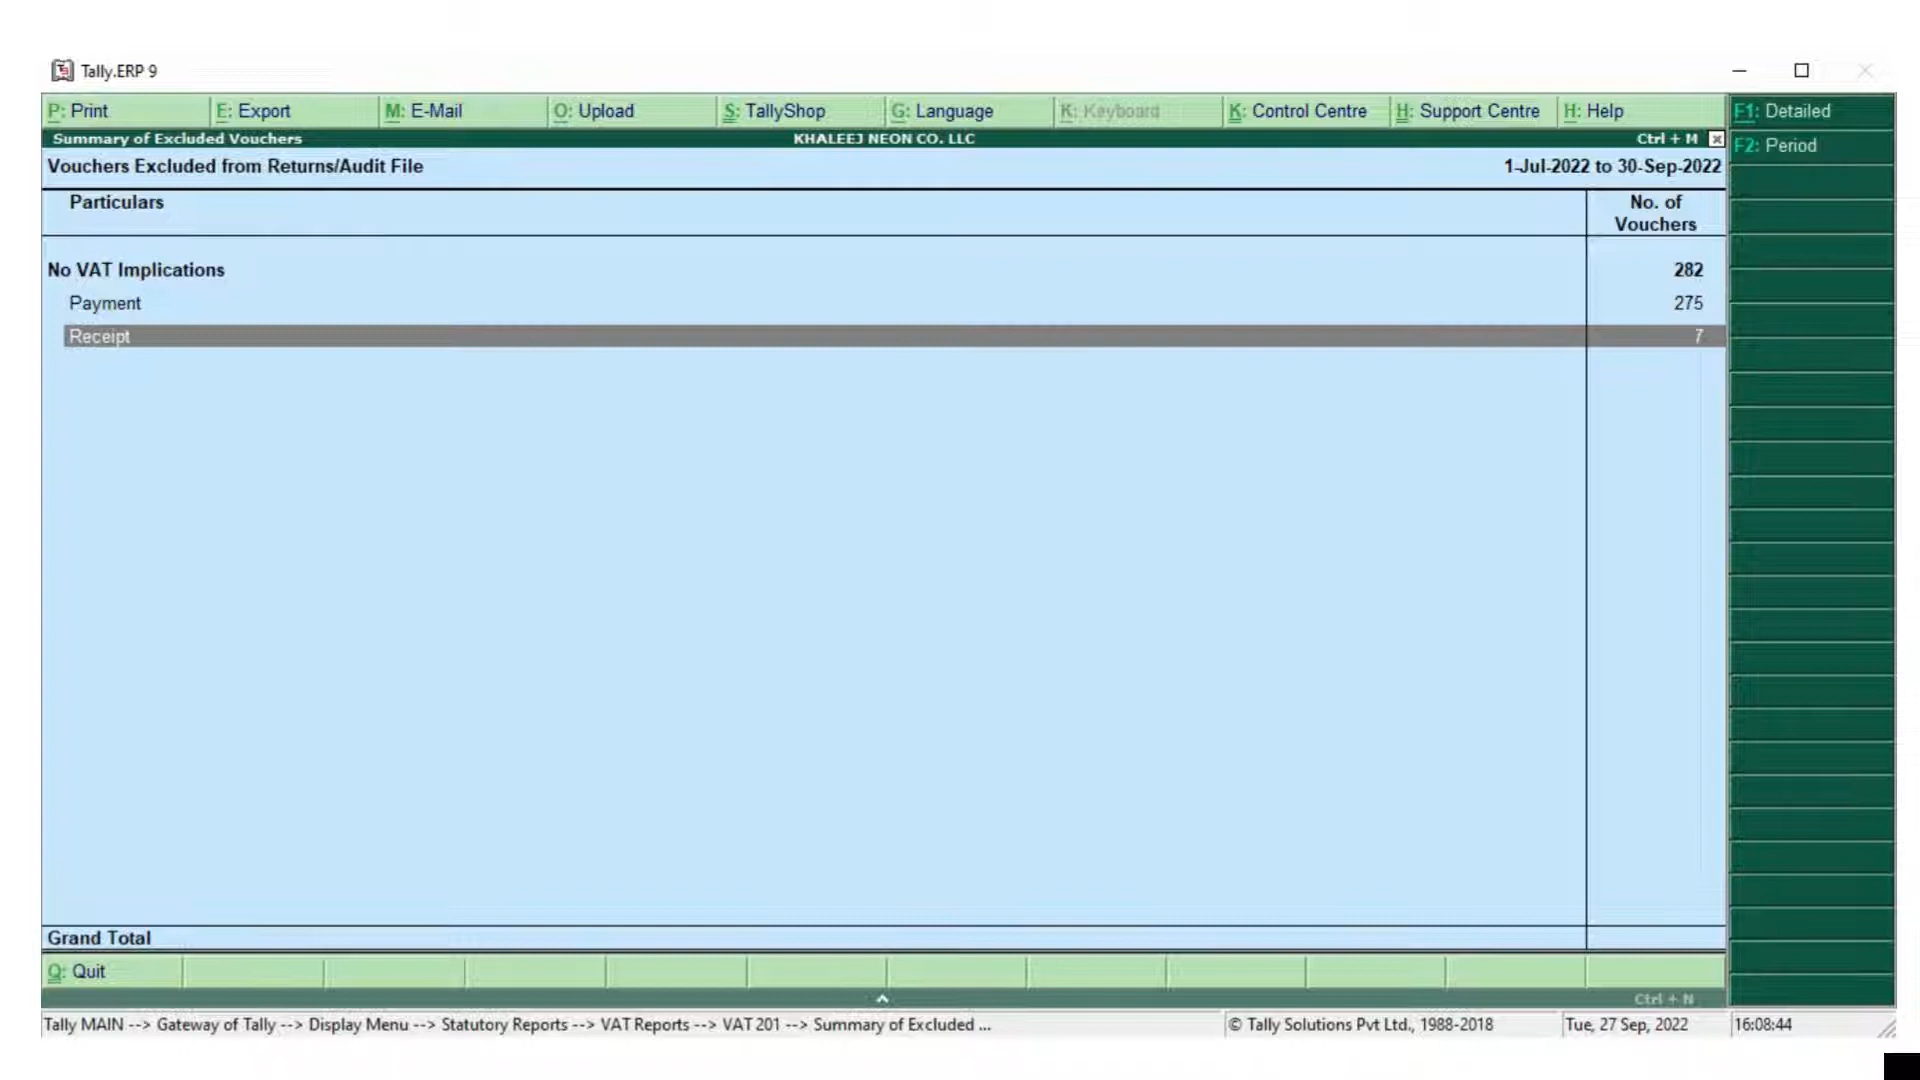 Tally.ERP 9
P: Print E: Export M: E-Mail O: Upload S: TallyShop G: Language K: Keyboard K: Control Centre H: Support Centre H: Help F1: Detailed
Summary of Excluded Vouchers KHALEEJ NEON CO. LLC Ctrl + M
F2: Period
Vouchers Excluded from Returns/Audit File 1-Jul-2022 to 30-Sep-2022
Particulars No. of
Vouchers
No VAT Implications 282
Payment 275
Receipt 7
Grand Total
Q: Quit
Ctrl + N
Tally MAIN --> Gateway of Tally --> Display Menu --> Statutory Reports --> VAT Reports --> VAT 201 --> Summary of Excluded ... © Tally Solutions Pvt Ltd., 1988-2018 Tue, 27 Sep, 2022 16:08:44